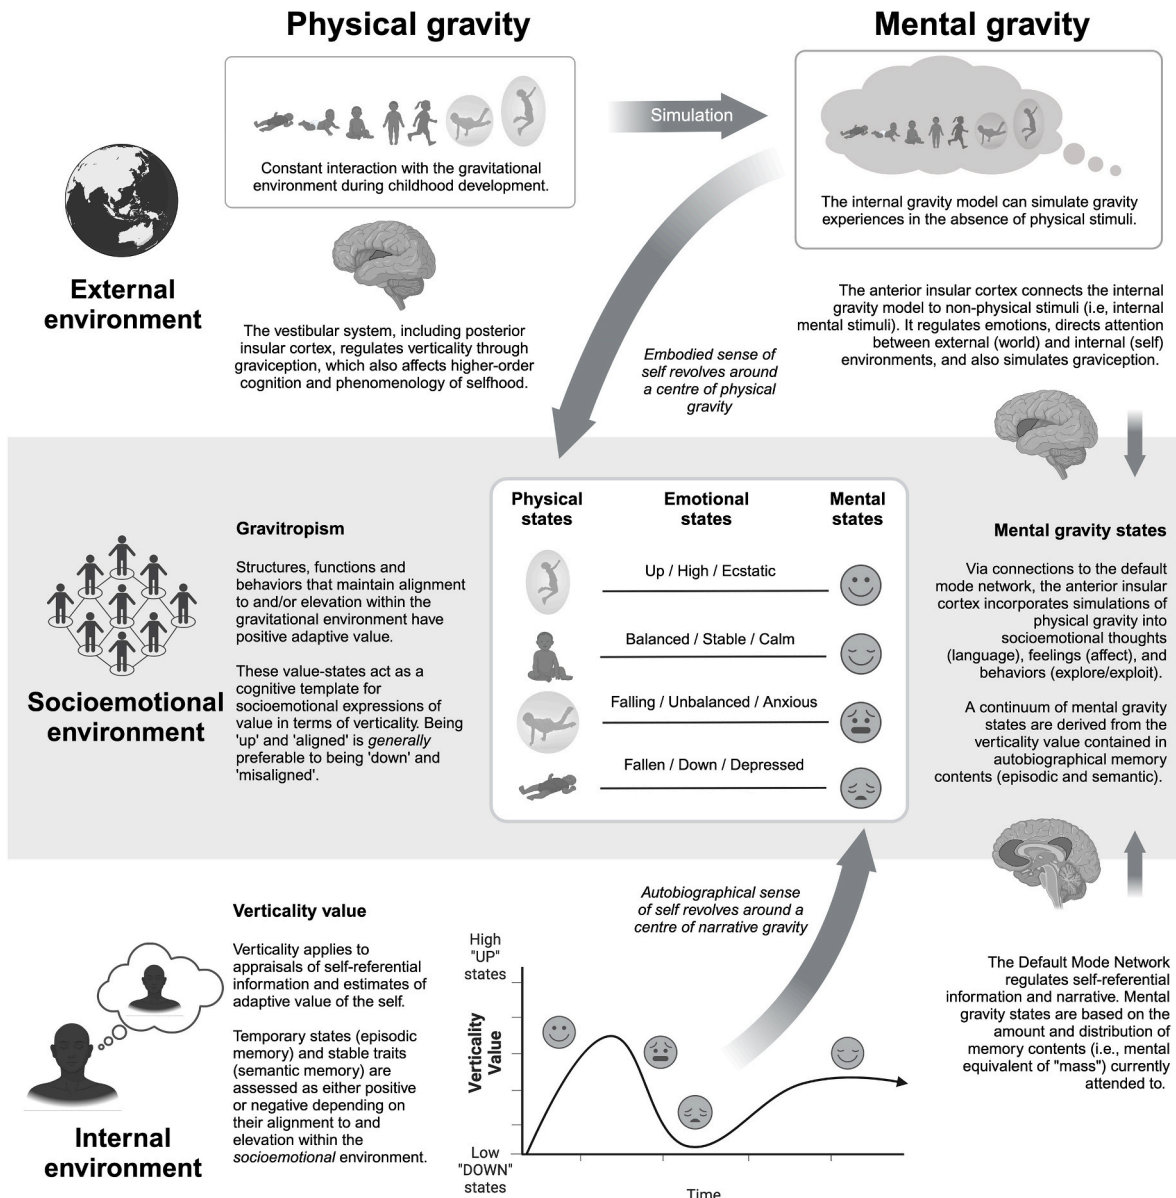 Physical gravity
Mental gravity
Constant interaction with the gravitational
environment during childhood development.
Simulation
The internal gravity model can simulate gravity
experiences in the absence of physical stimuli.
External
environment
The vestibular system, including posterior
insular cortex, regulates verticality through
graviception, which also affects higher-order
cognition and phenomenology of selfhood.
Embodied sense of
self revolves around
a centre of physical
gravity
The anterior insular cortex connects the internal
gravity model to non-physical stimuli (i.e, internal
mental stimuli). It regulates emotions, directs attention
between external (world) and internal (self)
environments, and also simulates graviception.
Socioemotional
environment
Gravitropism
Structures, functions and
behaviors that maintain alignment
to and/or elevation within the
gravitational environment have
positive adaptive value.
These value-states act as a
cognitive template for
socioemotional expressions of
value in terms of verticality. Being
'up' and 'aligned' is generally
preferable to being 'down' and
'misaligned'.
Physical
states
Emotional
states
Mental
states
Up / High / Ecstatic
Balanced / Stable / Calm
Falling / Unbalanced / Anxious
Fallen / Down / Depressed
Mental gravity states
Via connections to the default
mode network, the anterior insular
cortex incorporates simulations of
physical gravity into
socioemotional thoughts
(language), feelings (affect), and
behaviors (explore/exploit).
A continuum of mental gravity
states are derived from the
verticality value contained in
autobiographical memory
contents (episodic and semantic).
Internal
environment
Verticality value
Verticality applies to
appraisals of self-referential
information and estimates of
adaptive value of the self.
Temporary states (episodic
memory) and stable traits
(semantic memory) are
assessed as either positive
or negative depending on
their alignment to and
elevation within the
socioemotional environment.
Autobiographical sense
of self revolves around a
centre of narrative gravity
High
"UP"
states
Verticality
Value
Low
"DOWN"
states
Time
The Default Mode Network
regulates self-referential
information and narrative. Mental
gravity states are based on the
amount and distribution of
memory contents (i.e., mental
equivalent of "mass") currently
attended to.